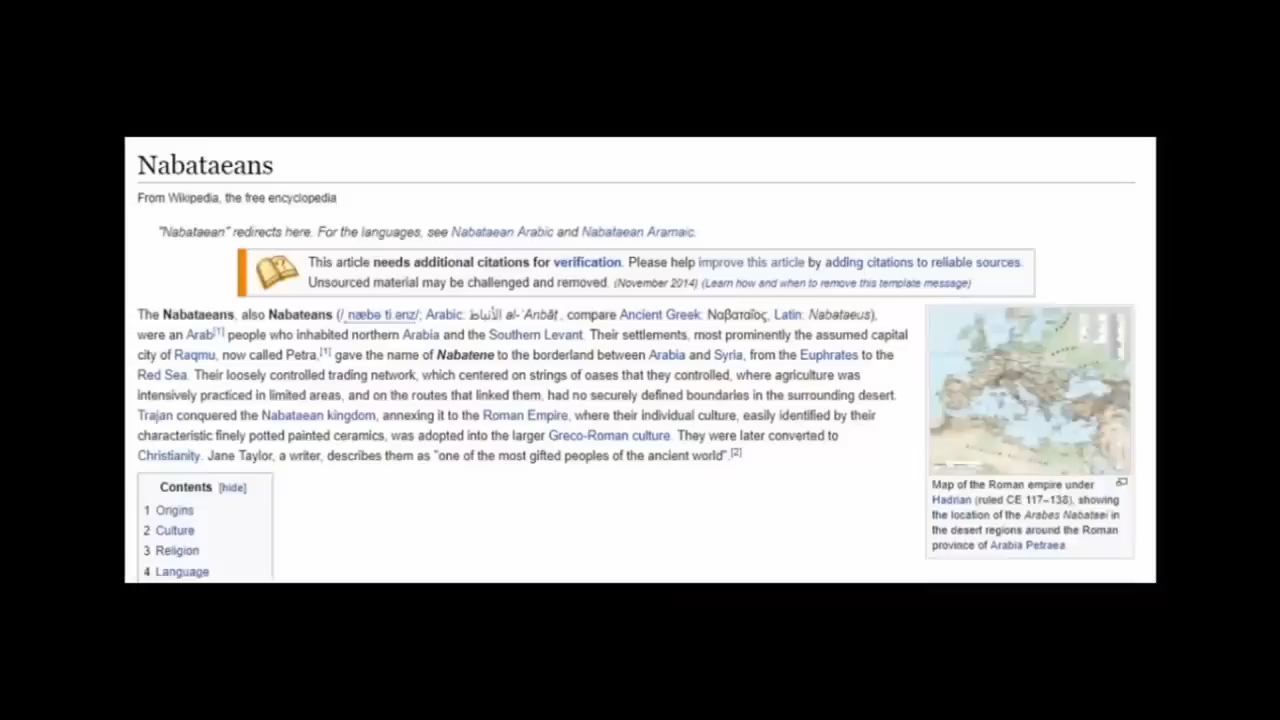 Nabataeans
From Wikipedia, the free encyclopedia
"Nabataean" redirects here. For the languages, see Nabataean Arabic and Nabataean Aramaic.
This article needs additional citations for verification. Please help improve this article by adding citations to reliable sources.
Unsourced material may be challenged and removed. (November 2014) (Learn how and when to remove this template message)
The Nabataeans, also Nabateans (/ˌnæbəˈtiːənz/; Arabic: الأنباط al-ʾAnbāṭ , compare Ancient Greek: Ναβαταῖος, Latin: Nabataeus),
were an Arab[1] people who inhabited northern Arabia and the Southern Levant. Their settlements, most prominently the assumed capital
city of Raqmu, now called Petra,[1] gave the name of Nabatene to the borderland between Arabia and Syria, from the Euphrates to the
Red Sea. Their loosely controlled trading network, which centered on strings of oases that they controlled, where agriculture was
intensively practiced in limited areas, and on the routes that linked them, had no securely defined boundaries in the surrounding desert.
Trajan conquered the Nabataean kingdom, annexing it to the Roman Empire, where their individual culture, easily identified by their
characteristic finely potted painted ceramics, was adopted into the larger Greco-Roman culture. They were later converted to
Christianity. Jane Taylor, a writer, describes them as "one of the most gifted peoples of the ancient world".[2]
Contents [hide]
1 Origins
2 Culture
3 Religion
4 Language
Map of the Roman empire under
Hadrian (ruled CE 117–138), showing
the location of the Arabes Nabataei in
the desert regions around the Roman
province of Arabia Petraea